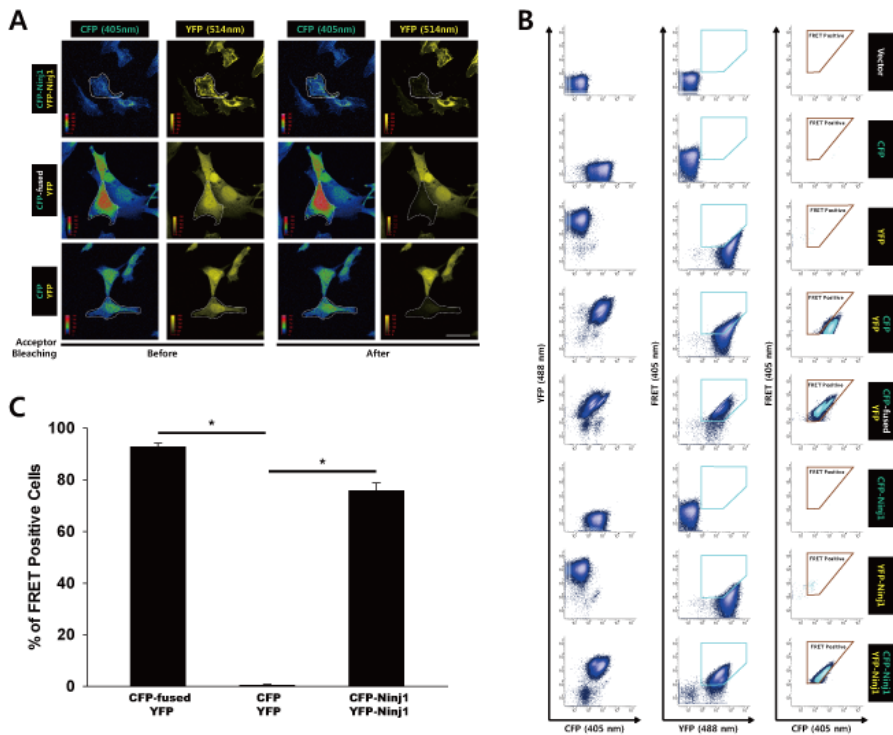 A
CFP (405nm)
YFP (514nm)
CFP (405nm)
YFP (514nm)
CFP-Ninj1
YFP-Ninj1
CFP-fused
YFP
CFP
YFP
Acceptor
Bleaching
Before
After
B
YFP (488 nm)
FRET (405 nm)
FRET (405 nm)
FRET Positive
Vector
FRET Positive
CFP
FRET Positive
YFP
FRET Positive
CFP
YFP
FRET Positive
CFP-fused
YFP
FRET Positive
CFP-Ninj1
FRET Positive
YFP-Ninj1
FRET Positive
CFP-Ninj1
YFP-Ninj1
CFP (405 nm)
YFP (488 nm)
CFP (405 nm)
C
% of FRET Positive Cells
100
80
60
40
20
0
*
*
CFP-fused
YFP
CFP
YFP
CFP-Ninj1
YFP-Ninj1